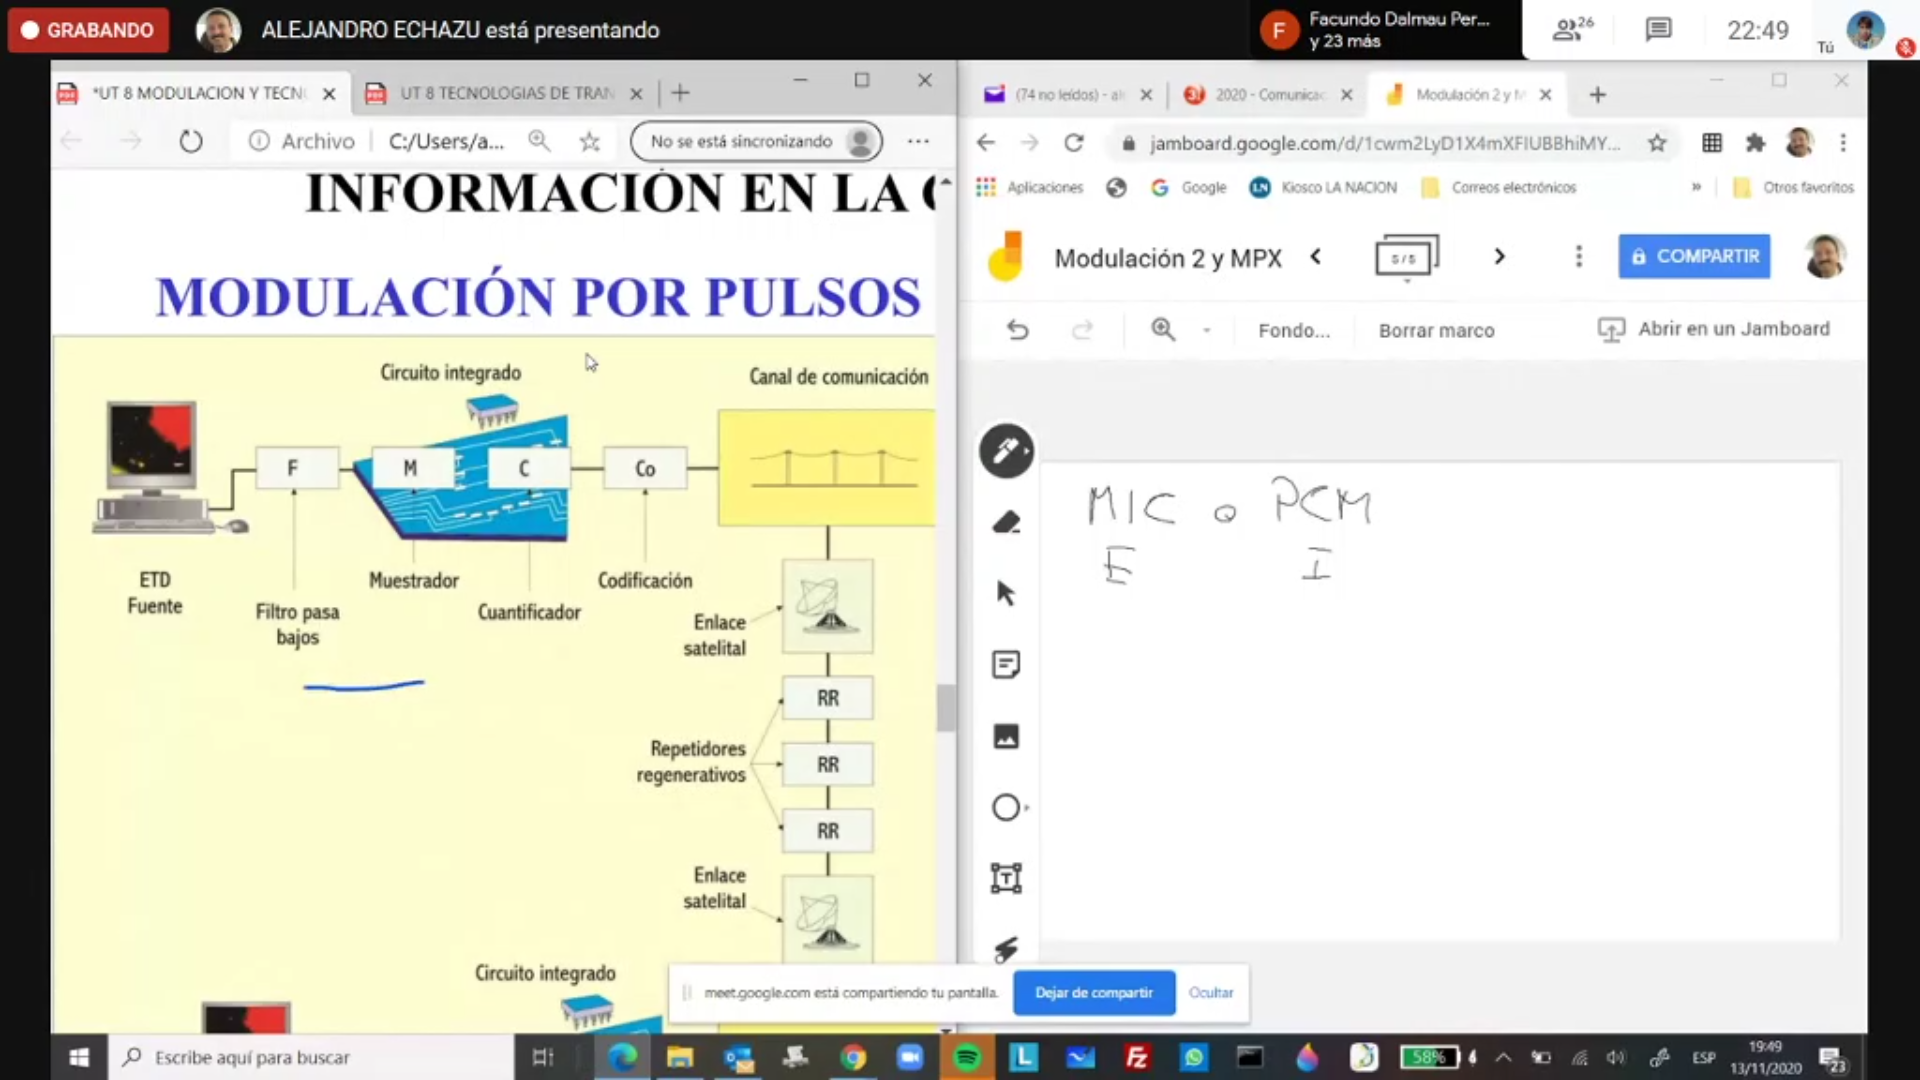 GRABANDO
ALEJANDRO ECHAZU está presentando
F
Facundo Dalmau Per...
y 23 más
26
22:49
Tú
*UT 8 MODULACION Y TECN
UT 8 TECNOLOGIAS DE TRAN
Archivo
C:/Users/a...
No se está sincronizando
INFORMACIÓN EN LA
MODULACIÓN POR PULSOS
Circuito integrado
Canal de comunicación
F
M
C
Co
ETD
Fuente
Filtro pasa
bajos
Muestrador
Cuantificador
Codificación
Enlace
satelital
RR
Repetidores
regenerativos
RR
RR
Enlace
satelital
Circuito integrado
(74 no leídos) - al
2020 - Comunicac
Modulación 2 y M
jamboard.google.com/d/1cwm2LyD1X4mXFIUBBhiMY...
Aplicaciones
Google
LN
Kiosco LA NACION
Correos electrónicos
»
Otros favoritos
Modulación 2 y MPX
5 / 5
COMPARTIR
Fondo...
Borrar marco
Abrir en un Jamboard
MIC o PCM
E I
meet.google.com está compartiendo tu pantalla.
Dejar de compartir
Ocultar
Escribe aquí para buscar
58%
ESP
19:49
13/11/2020
23